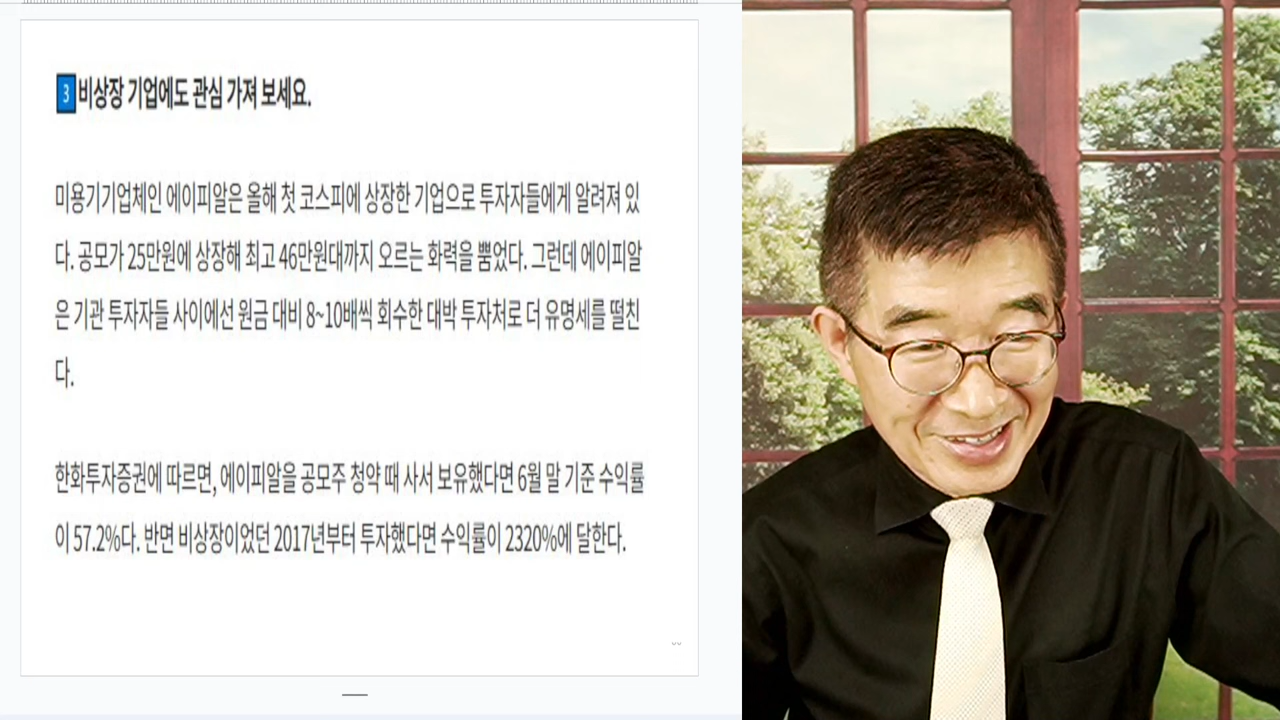 3 비상장 기업에도 관심 가져 보세요.
미용기기업체인 에이피알은 올해 첫 코스피에 상장한 기업으로 투자자들에게 알려져 있
다. 공모가 25만원에 상장해 최고 46만원대까지 오르는 화력을 뿜었다. 그런데 에이피알
은 기관 투자자들 사이에선 원금 대비 8~10배씩 회수한 대박 투자처로 더 유명세를 떨친
다.
한화투자증권에 따르면, 에이피알을 공모주 청약 때 사서 보유했다면 6월 말 기준 수익률
이 57.2%다. 반면 비상장이었던 2017년부터 투자했다면 수익률이 2320%에 달한다.